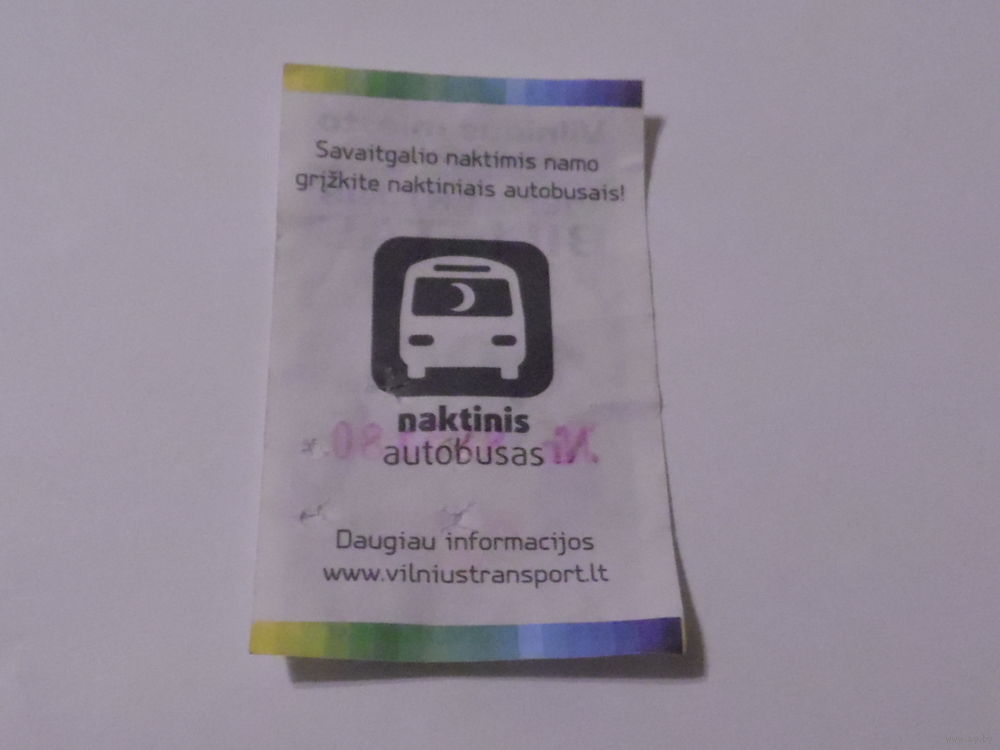 Savaitgalio naktimis namo
grįžkite naktiniais autobusais!
naktinis
autobusas
Daugiau informacijos
www.vilniustransport.lt